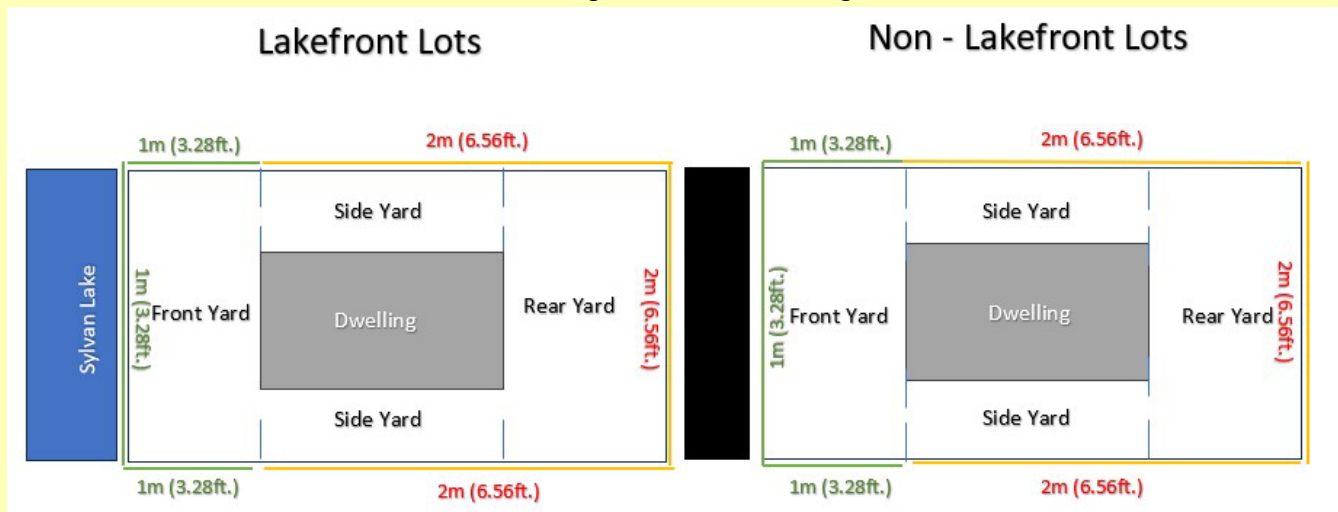 Lakefront Lots
1m (3.28ft.)
2m (6.56ft.)
Sylvan Lake
1m (3.28ft.)
Front Yard
Side Yard
Dwelling
Side Yard
Rear Yard
2m (6.56ft.)
1m (3.28ft.)
2m (6.56ft.)
Non - Lakefront Lots
1m (3.28ft.)
2m (6.56ft.)
1m (3.28ft.)
Front Yard
Side Yard
Dwelling
Side Yard
Rear Yard
2m (6.56ft.)
1m (3.28ft.)
2m (6.56ft.)